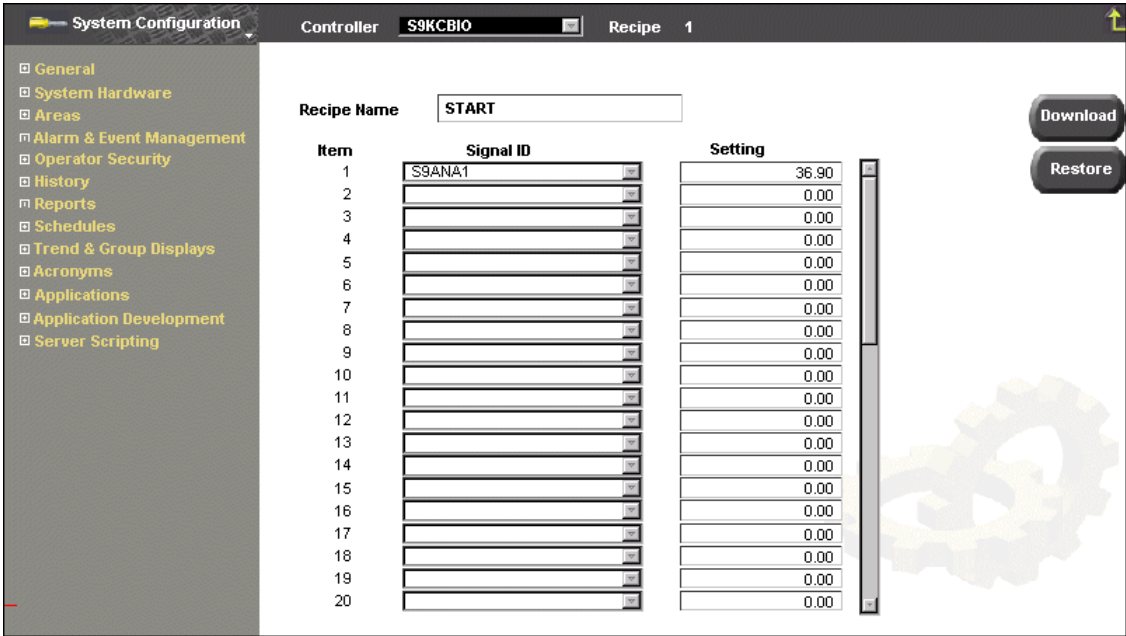 System Configuration
Controller S9KCBIO Recipe 1
General
System Hardware
Areas
Alarm & Event Management
Operator Security
History
Reports
Schedules
Trend & Group Displays
Acronyms
Applications
Application Development
Server Scripting
Recipe Name START
Download
Restore
Item Signal ID Setting
1 S9ANA1 36.90
2 0.00
3 0.00
4 0.00
5 0.00
6 0.00
7 0.00
8 0.00
9 0.00
10 0.00
11 0.00
12 0.00
13 0.00
14 0.00
15 0.00
16 0.00
17 0.00
18 0.00
19 0.00
20 0.00